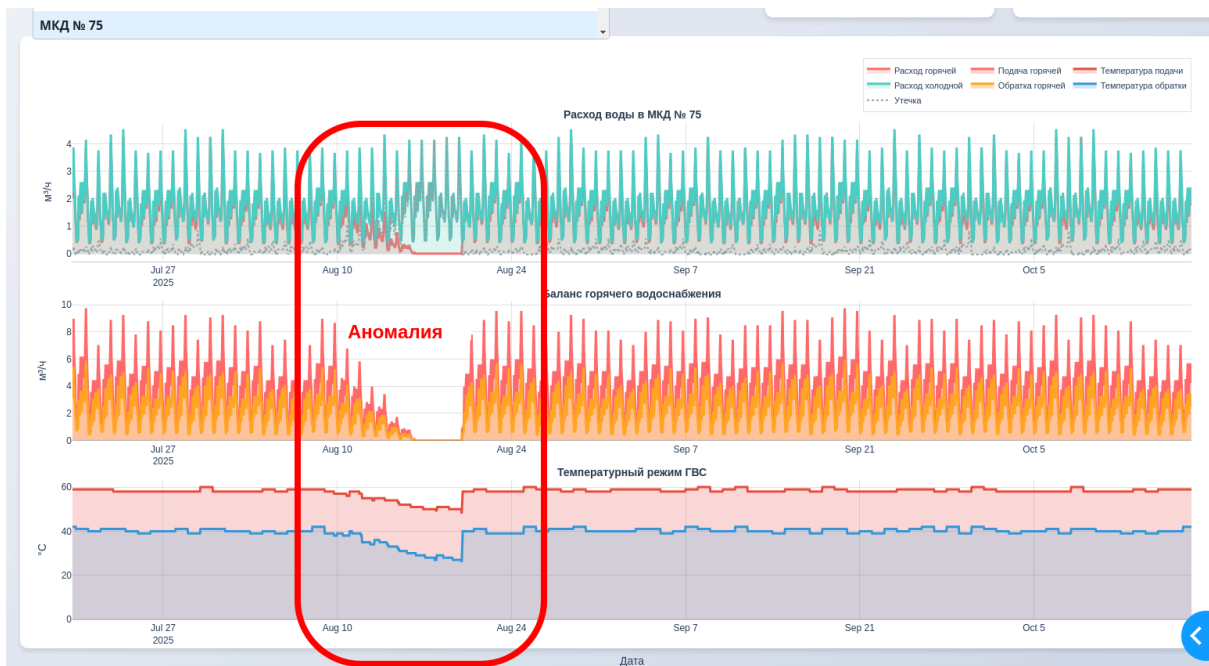 МКД № 75
Расход горячей Подача горячей Температура подачи
Расход холодной Обратка горячей Температура обратки
Утечка
Расход воды в МКД № 75
м³/ч
4
3
2
1
0
Jul 27 Aug 10 Aug 24 Sep 7 Sep 21 Oct 5
2025
Баланс горячего водоснабжения
Аномалия
м³/ч
10
8
6
4
2
0
Jul 27 Aug 10 Aug 24 Sep 7 Sep 21 Oct 5
2025
Температурный режим ГВС
°C
60
40
20
0
Jul 27 Aug 10 Aug 24 Sep 7 Sep 21 Oct 5
2025
Дата